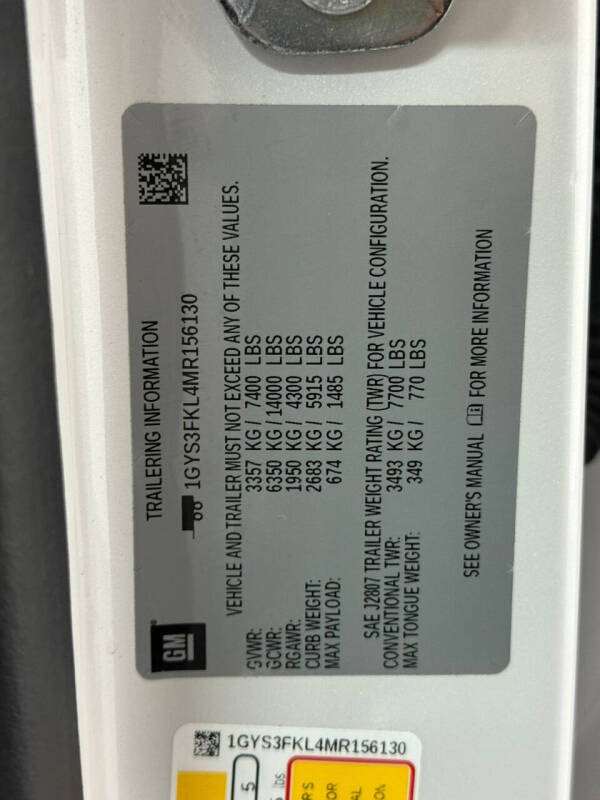 TRAILERING INFORMATION
1GYS3FKL4MR156130
GM
VEHICLE AND TRAILER MUST NOT EXCEED ANY OF THESE VALUES.
GVWR: 3357 KG / 7400 LBS
GCWR: 6350 KG / 14000 LBS
RGAWR: 1950 KG / 4300 LBS
CURB WEIGHT: 2683 KG / 5915 LBS
MAX PAYLOAD: 674 KG / 1485 LBS
SAE J2807 TRAILER WEIGHT RATING (TWR) FOR VEHICLE CONFIGURATION.
CONVENTIONAL TWR: 3493 KG / 7700 LBS
MAX TONGUE WEIGHT: 349 KG / 770 LBS
SEE OWNER'S MANUAL FOR MORE INFORMATION
1GYS3FKL4MR156130
5
lbs